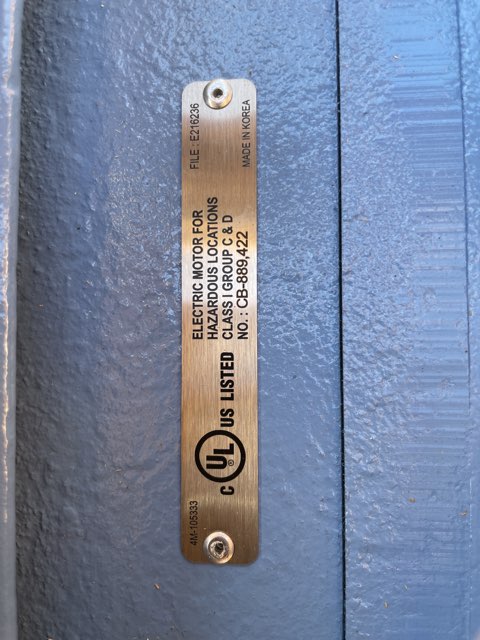 4M-105333
FILE : E216236
C UL ® US LISTED
ELECTRIC MOTOR FOR
HAZARDOUS LOCATIONS
CLASS I GROUP C & D
NO. : CB-889,422
MADE IN KOREA